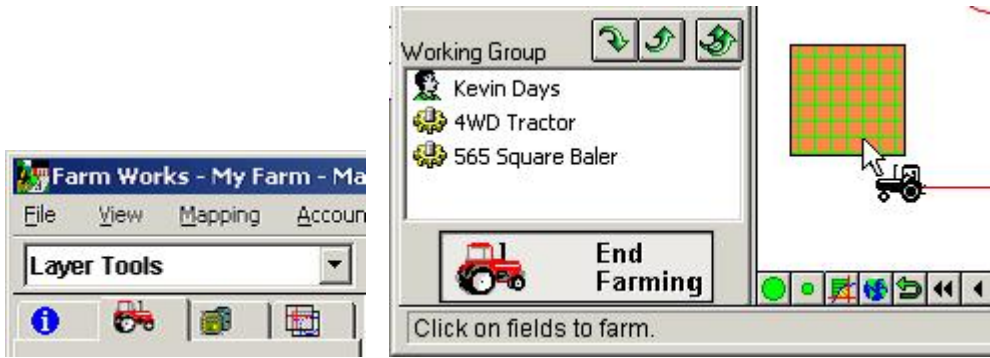 Farm Works - My Farm - Ma
File View Mapping Accoun
Layer Tools
Working Group
Kevin Days
4WD Tractor
565 Square Baler
End
Farming
Click on fields to farm.